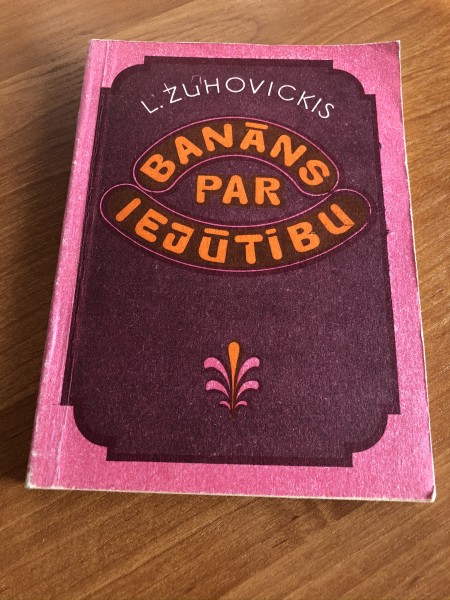 L. ŽUHOVICKIS
BANĀNS
PAR
IEJŪTĪBU